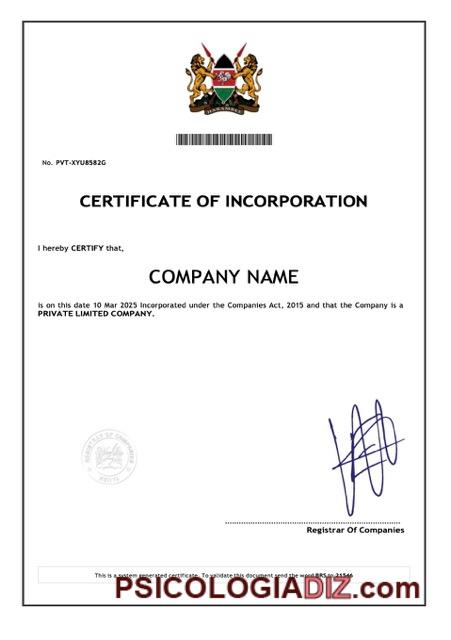 HARAMBEE
No. PVT-XYU8582G
CERTIFICATE OF INCORPORATION
I hereby CERTIFY that,
COMPANY NAME
is on this date 10 Mar 2025 Incorporated under the Companies Act, 2015 and that the Company is a
PRIVATE LIMITED COMPANY.
REGISTRAR OF COMPANIES
Registrar Of Companies
This is a system generated certificate. To validate this document send the word BRS to 21546
PSICOLOGIADIZ.com